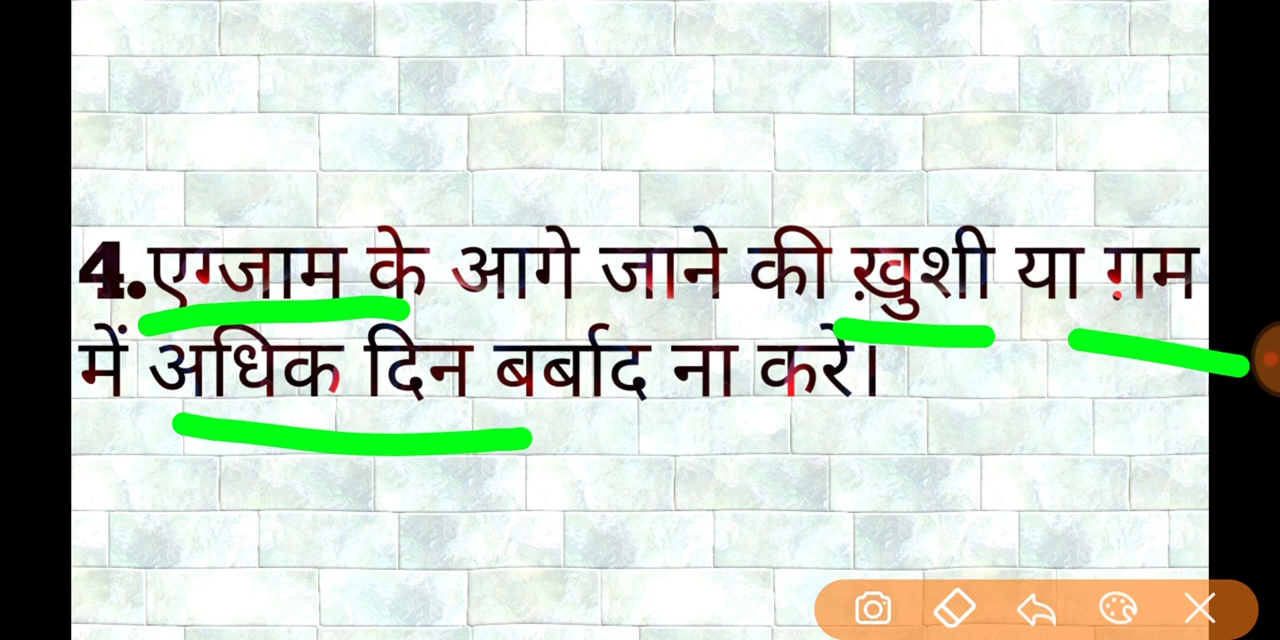 4.एग्जाम के आगे जाने की ख़ुशी या ग़म
में अधिक दिन बर्बाद ना करे।